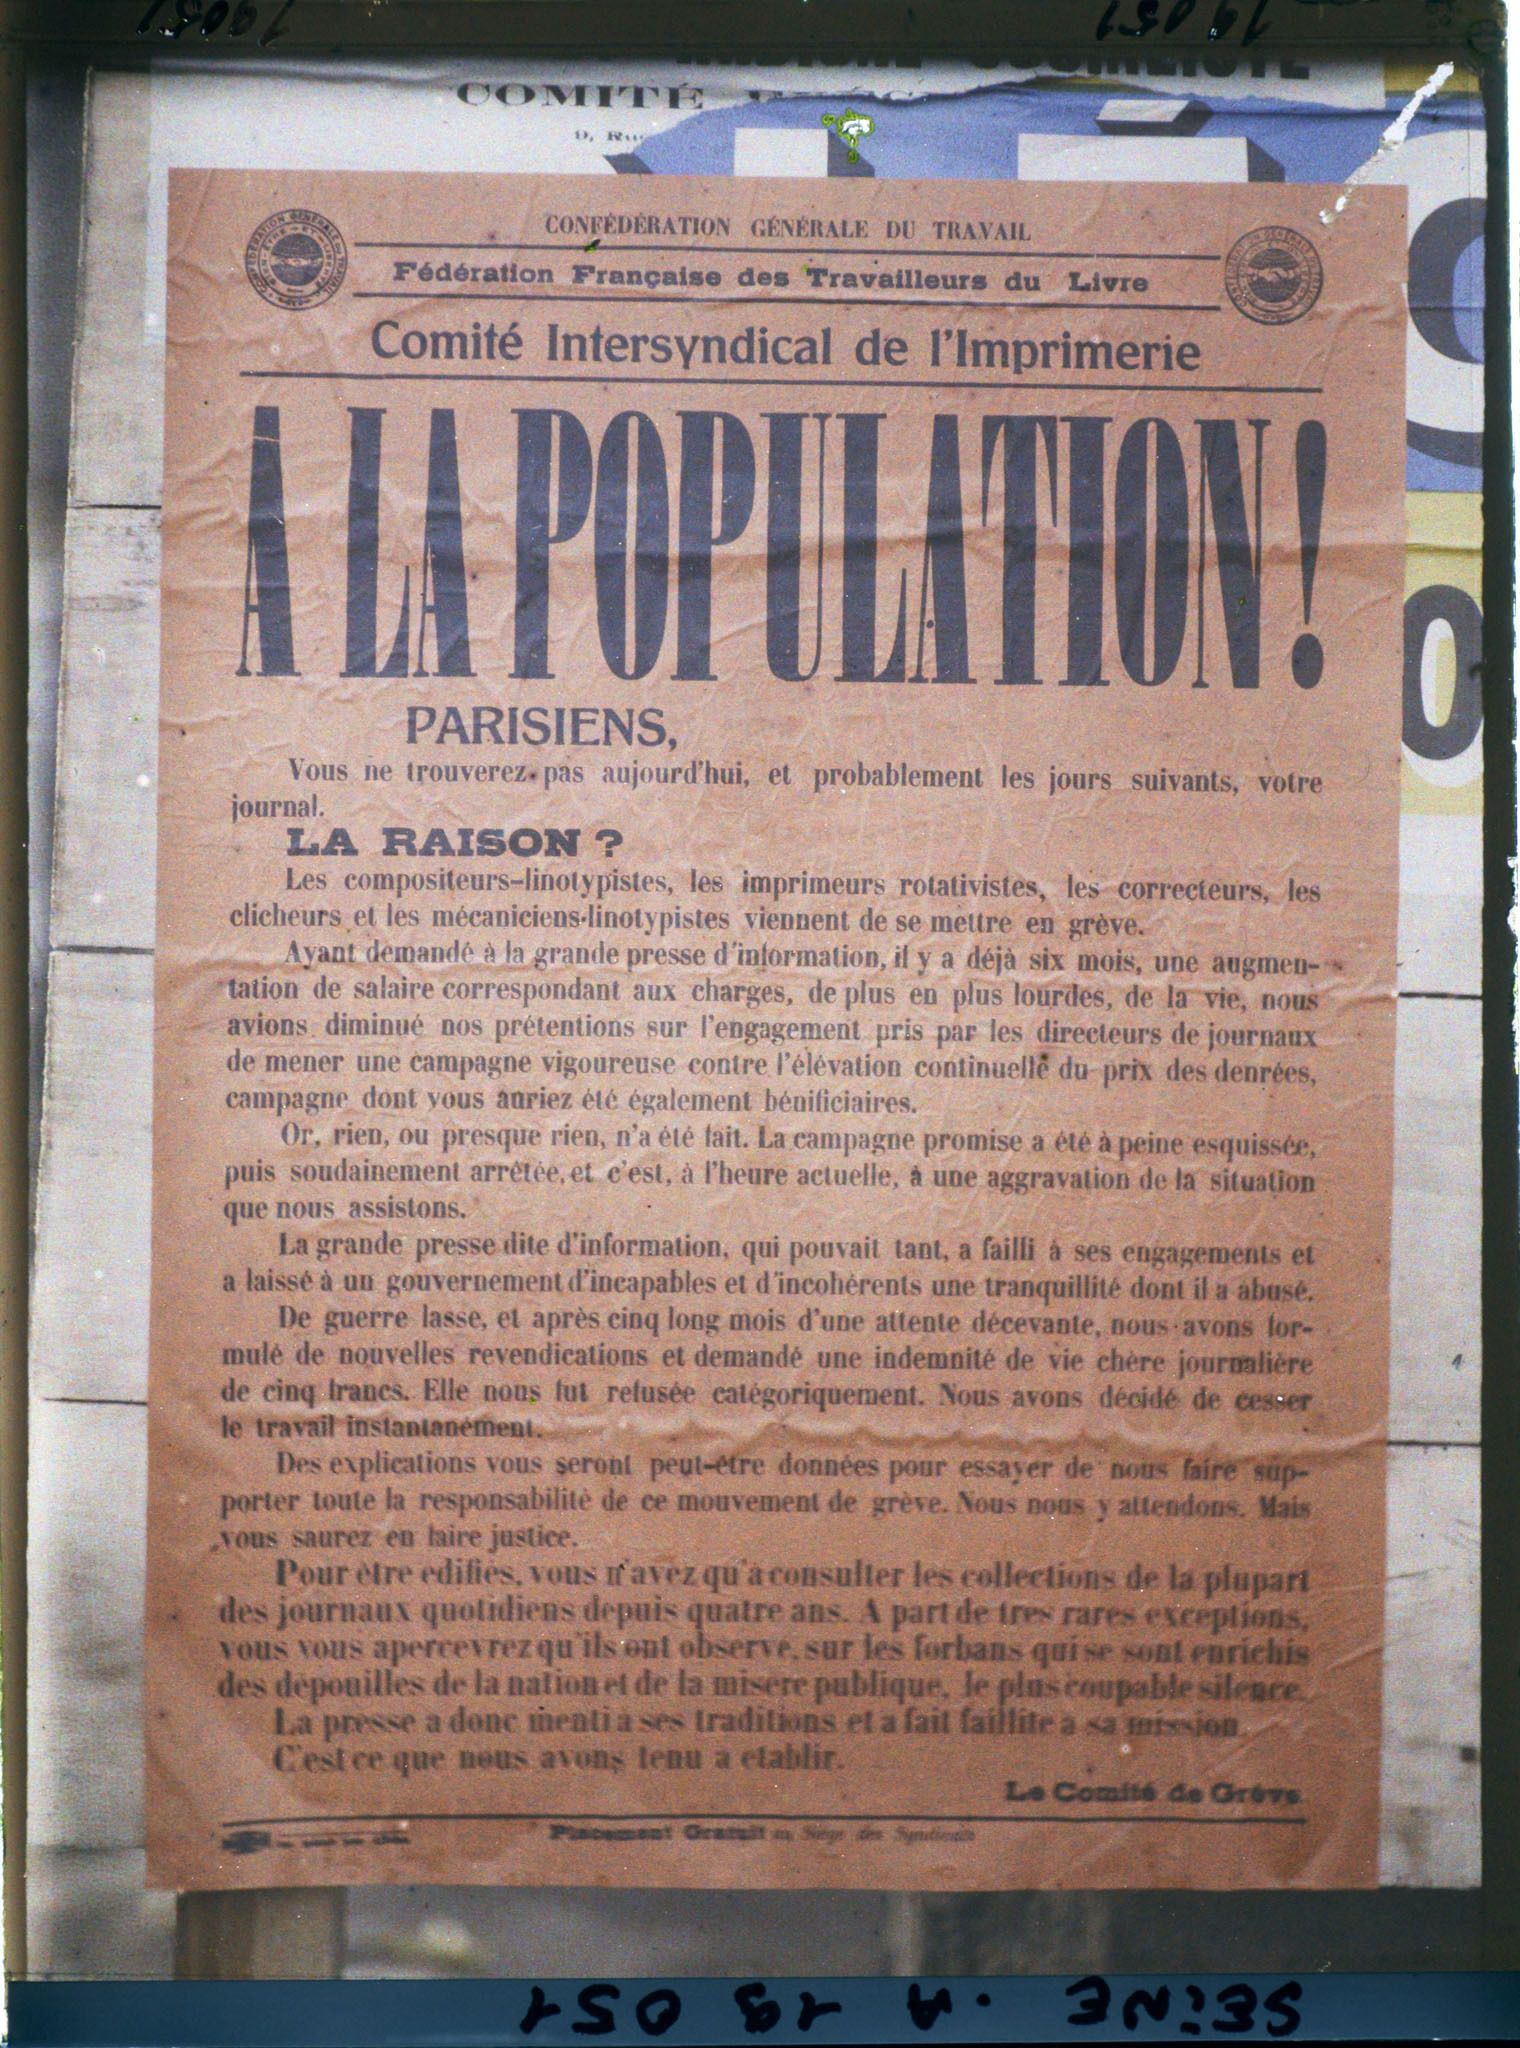 19051
19051
RADICAL SOCIALISTE
COMITÉ
9, Rue
CONFÉDÉRATION GÉNÉRALE DU TRAVAIL
Fédération Française des Travailleurs du Livre
Comité Intersyndical de l'Imprimerie
A LA POPULATION !
PARISIENS,
Vous ne trouverez pas aujourd'hui, et probablement les jours suivants, votre
journal.
LA RAISON ?
Les compositeurs-linotypistes, les imprimeurs rotativistes, les correcteurs, les
clicheurs et les mécaniciens-linotypistes viennent de se mettre en grève.
Ayant demandé à la grande presse d'information, il y a déjà six mois, une augmen-
tation de salaire correspondant aux charges, de plus en plus lourdes, de la vie, nous
avions diminué nos prétentions sur l'engagement pris par les directeurs de journaux
de mener une campagne vigoureuse contre l'élévation continuelle du prix des denrées,
campagne dont vous auriez été également bénificiaires.
Or, rien, ou presque rien, n'a été fait. La campagne promise a été à peine esquissée,
puis soudainement arrêtée, et c'est, à l'heure actuelle, à une aggravation de la situation
que nous assistons.
La grande presse dite d'information, qui pouvait tant, a failli à ses engagements et
a laissé à un gouvernement d'incapables et d'incohérents une tranquillité dont il a abusé.
De guerre lasse, et après cinq long mois d'une attente décevante, nous avons for-
mulé de nouvelles revendications et demandé une indemnité de vie chère journalière
de cinq francs. Elle nous fut refusée catégoriquement. Nous avons décidé de cesser
le travail instantanément.
Des explications vous seront peut-être données pour essayer de nous faire sup-
porter toute la responsabilité de ce mouvement de grève. Nous nous y attendons. Mais
vous saurez en faire justice.
Pour être édifiés, vous n'avez qu'à consulter les collections de la plupart
des journaux quotidiens depuis quatre ans. A part de très rares exceptions,
vous vous apercevrez qu'ils ont observé, sur les forbans qui se sont enrichis
des dépouilles de la nation et de la misère publique, le plus coupable silence.
La presse a donc menti à ses traditions et a fait faillite à sa mission
C'est ce que nous avons tenu à établir.
Le Comité de Grève
Placement Gratuit au Siège des Syndicats
SEINE . A 19 051